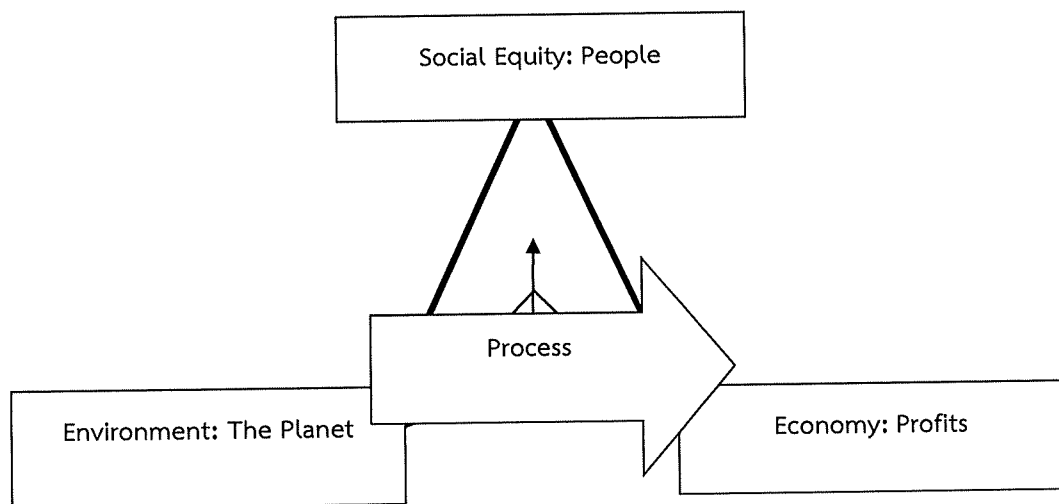 Social Equity: People
Process
Environment: The Planet
Economy: Profits